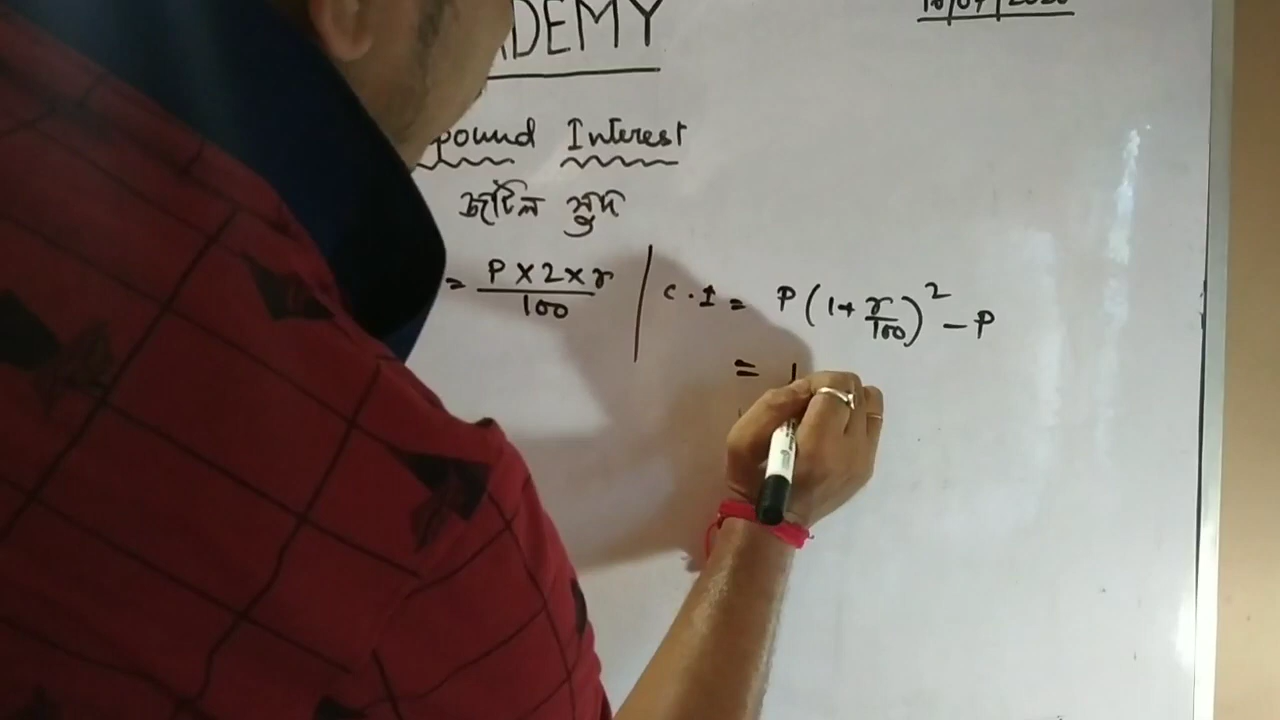 ADEMY
pound Interest
জটিল সুদ
= P × 2 × r / 100 | C.I = P(1 + r/100)² – P
=